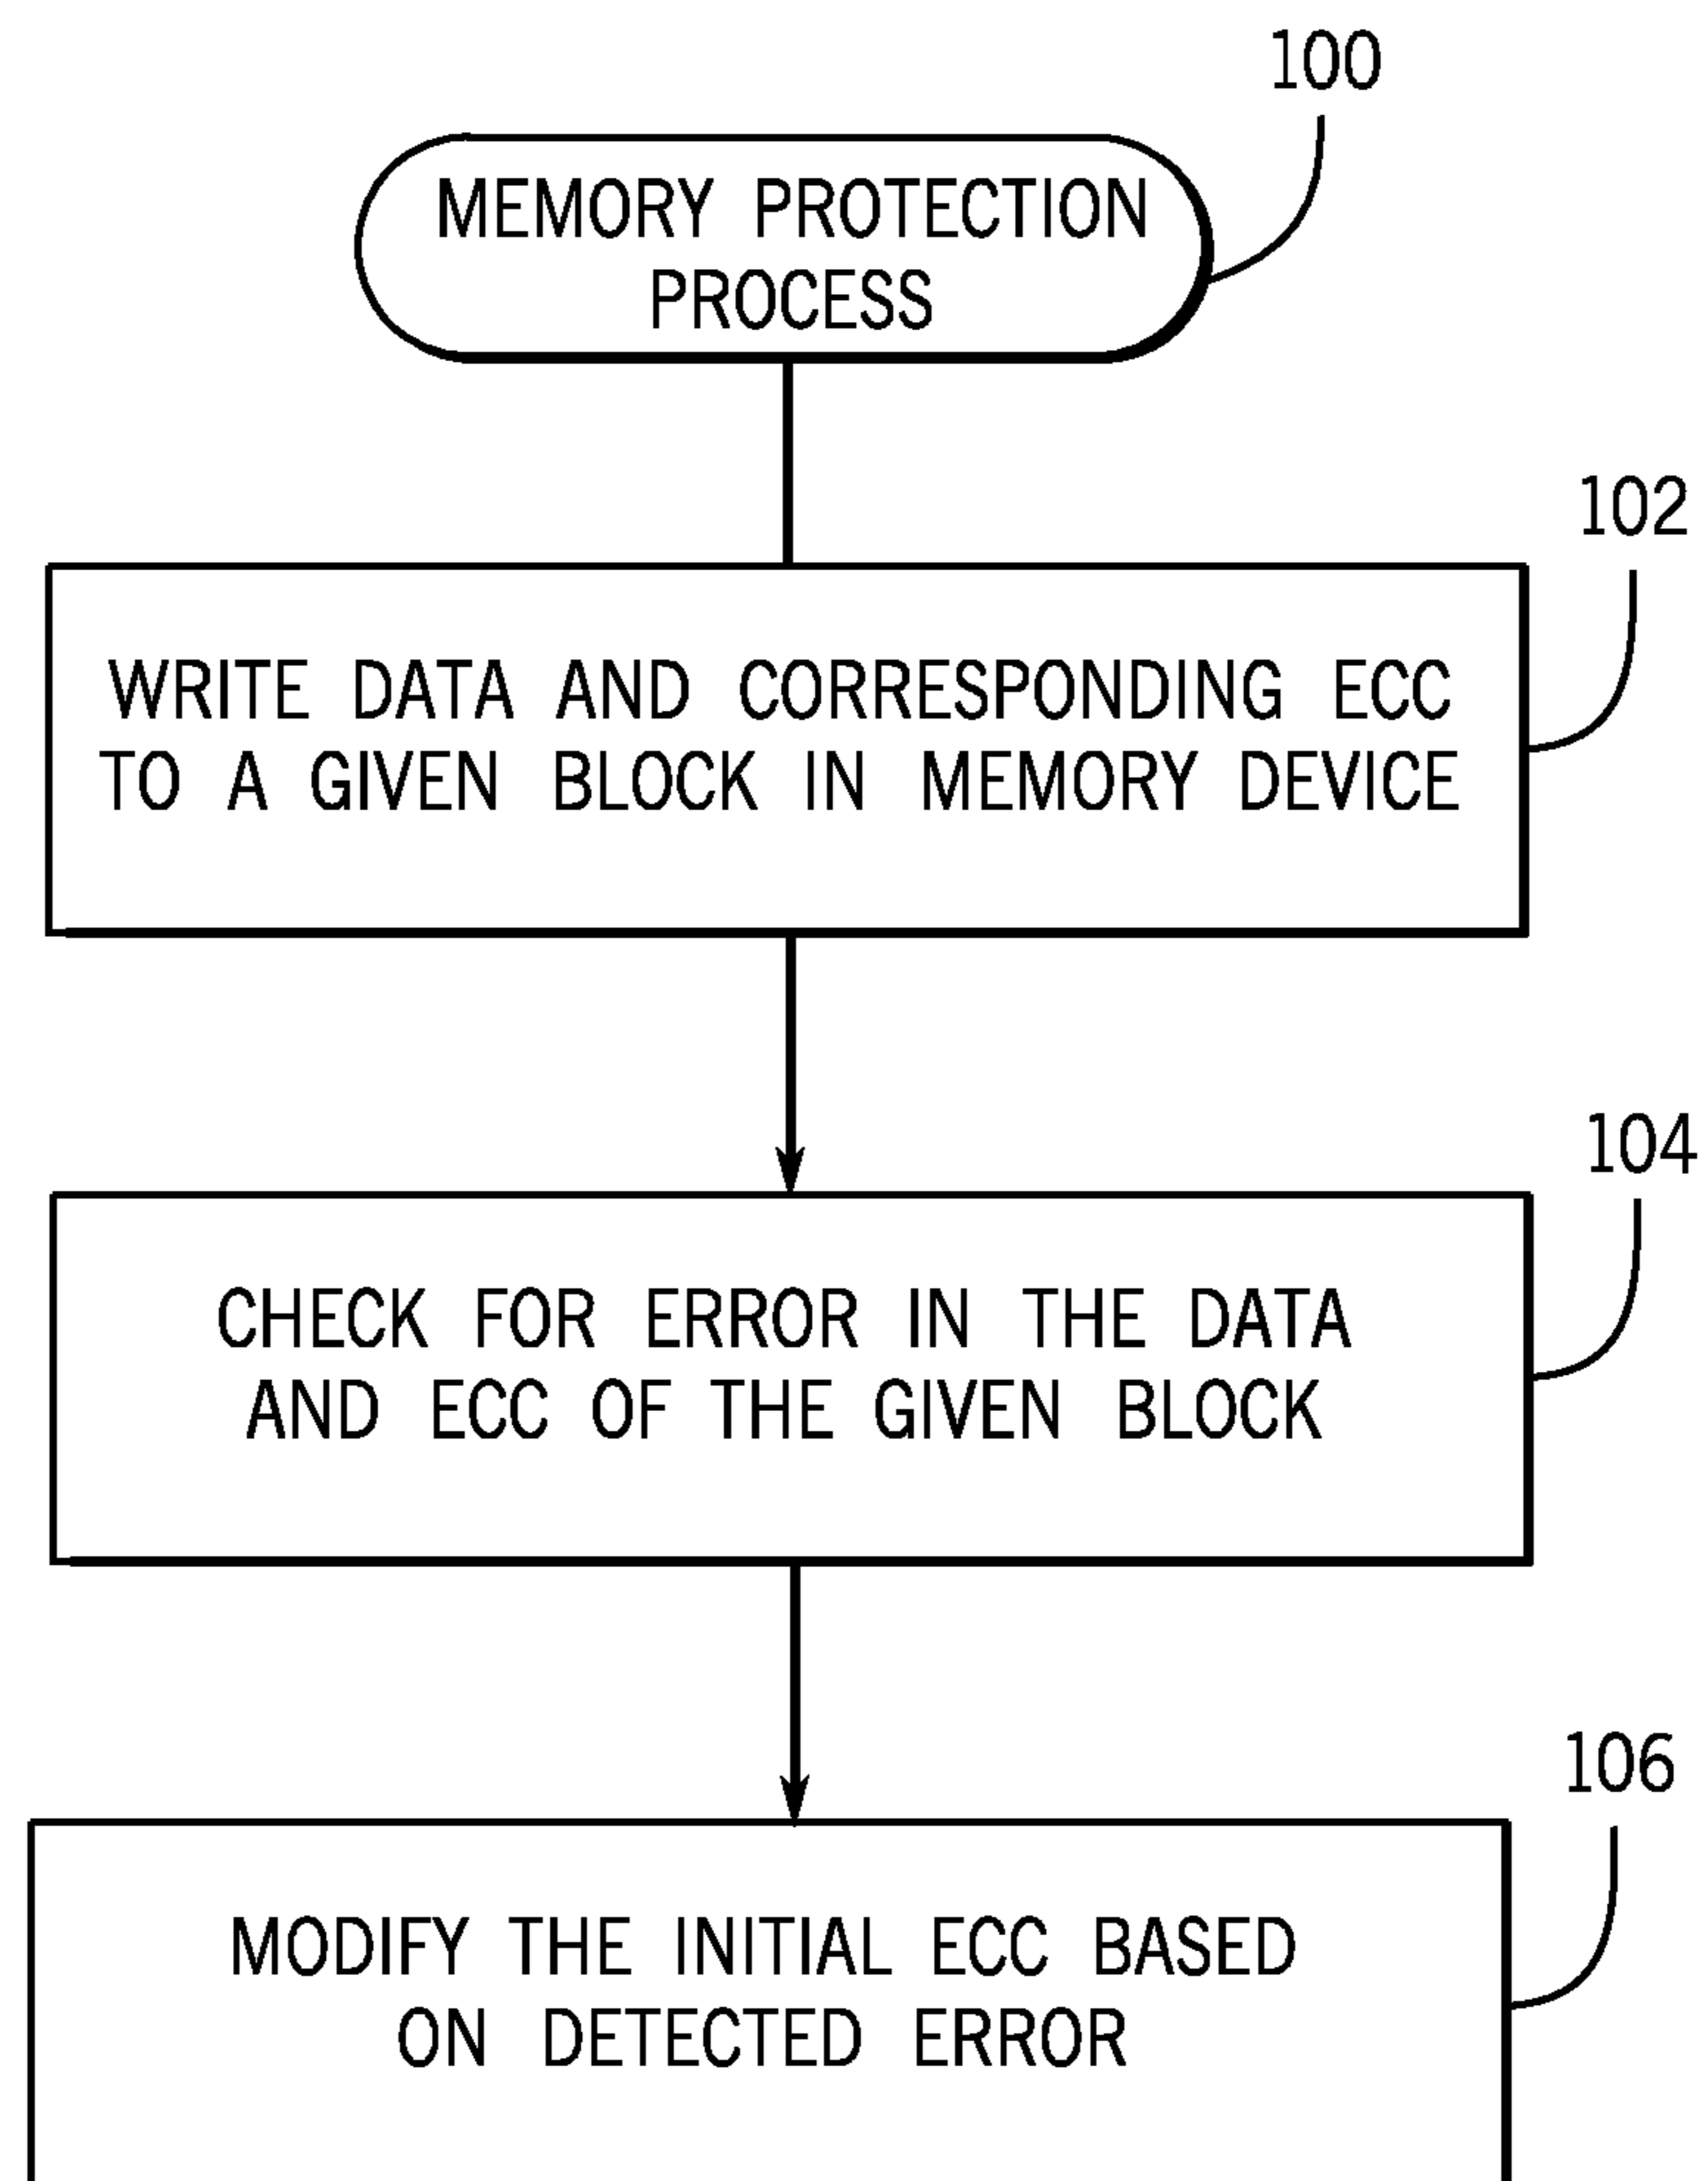 100
MEMORY PROTECTION
PROCESS
102
WRITE DATA AND CORRESPONDING ECC
TO A GIVEN BLOCK IN MEMORY DEVICE
104
CHECK FOR ERROR IN THE DATA
AND ECC OF THE GIVEN BLOCK
106
MODIFY THE INITIAL ECC BASED
ON DETECTED ERROR